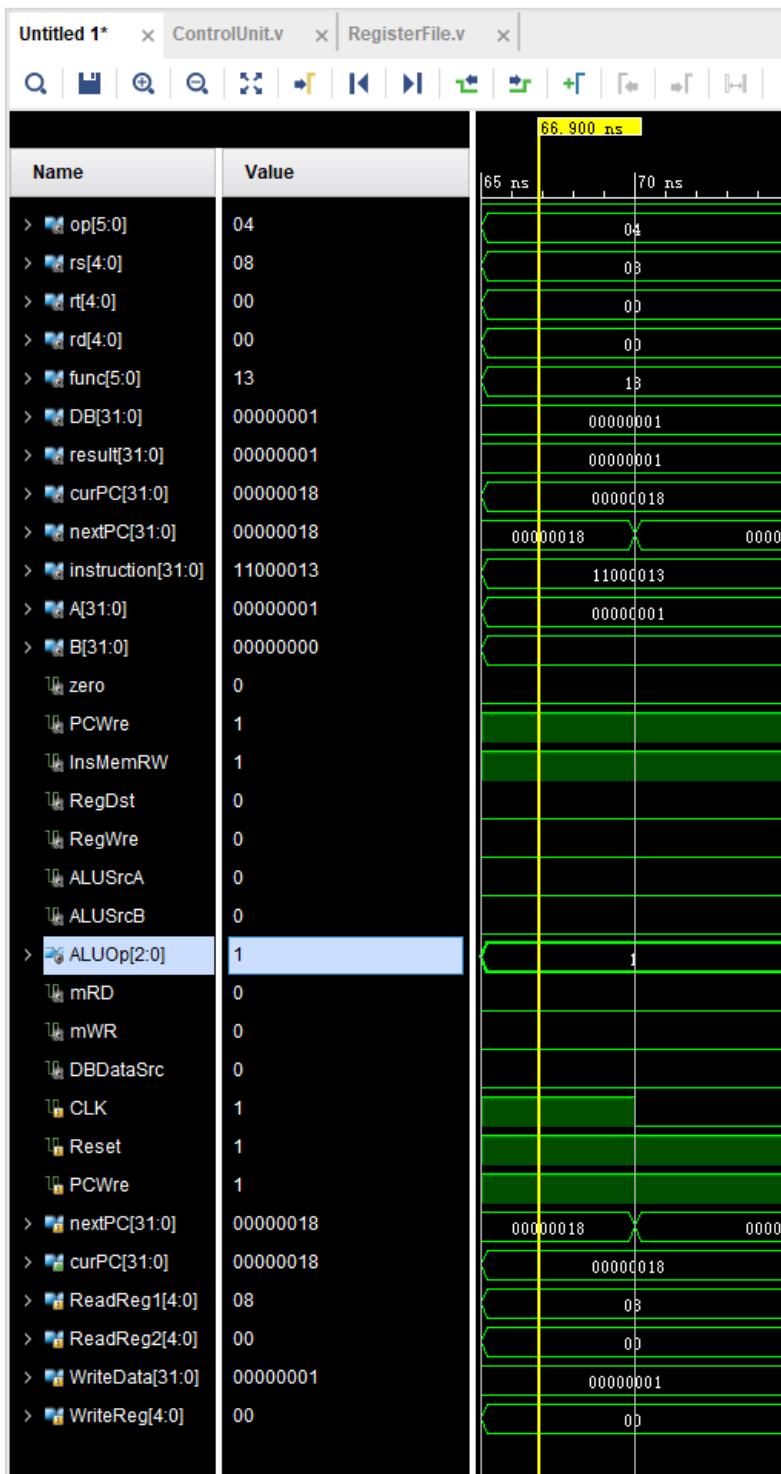 Untitled 1* × ControlUnit.v × RegisterFile.v ×
66.900 ns
Name Value 65 ns 70 ns
op[5:0] 04 04
rs[4:0] 08 08
rt[4:0] 00 00
rd[4:0] 00 00
func[5:0] 13 13
DB[31:0] 00000001 00000001
result[31:0] 00000001 00000001
curPC[31:0] 00000018 00000018
nextPC[31:0] 00000018 00000018 0000
instruction[31:0] 11000013 11000013
A[31:0] 00000001 00000001
B[31:0] 00000000
zero 0
PCWre 1
InsMemRW 1
RegDst 0
RegWre 0
ALUSrcA 0
ALUSrcB 0
ALUOp[2:0] 1 1
mRD 0
mWR 0
DBDataSrc 0
CLK 1
Reset 1
PCWre 1
nextPC[31:0] 00000018 00000018 0000
curPC[31:0] 00000018 00000018
ReadReg1[4:0] 08 08
ReadReg2[4:0] 00 00
WriteData[31:0] 00000001 00000001
WriteReg[4:0] 00 00